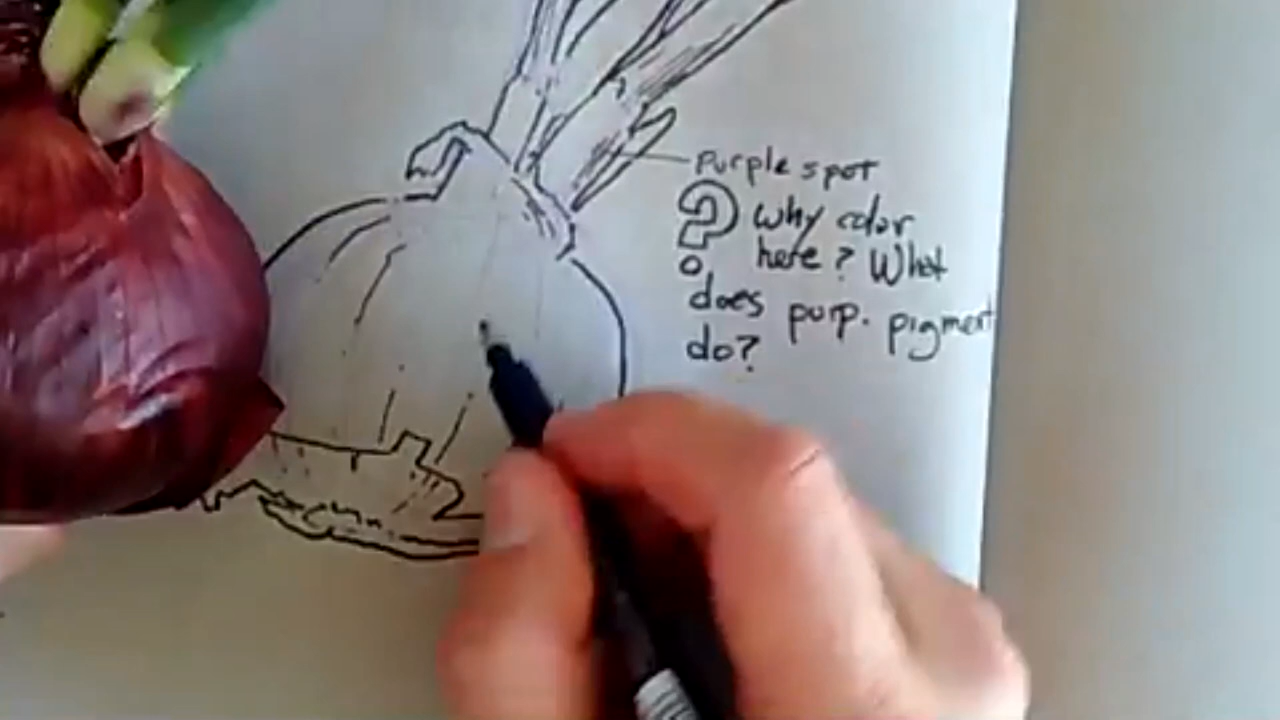 purple spot
? why color
here? What
does purp. pigment
do?